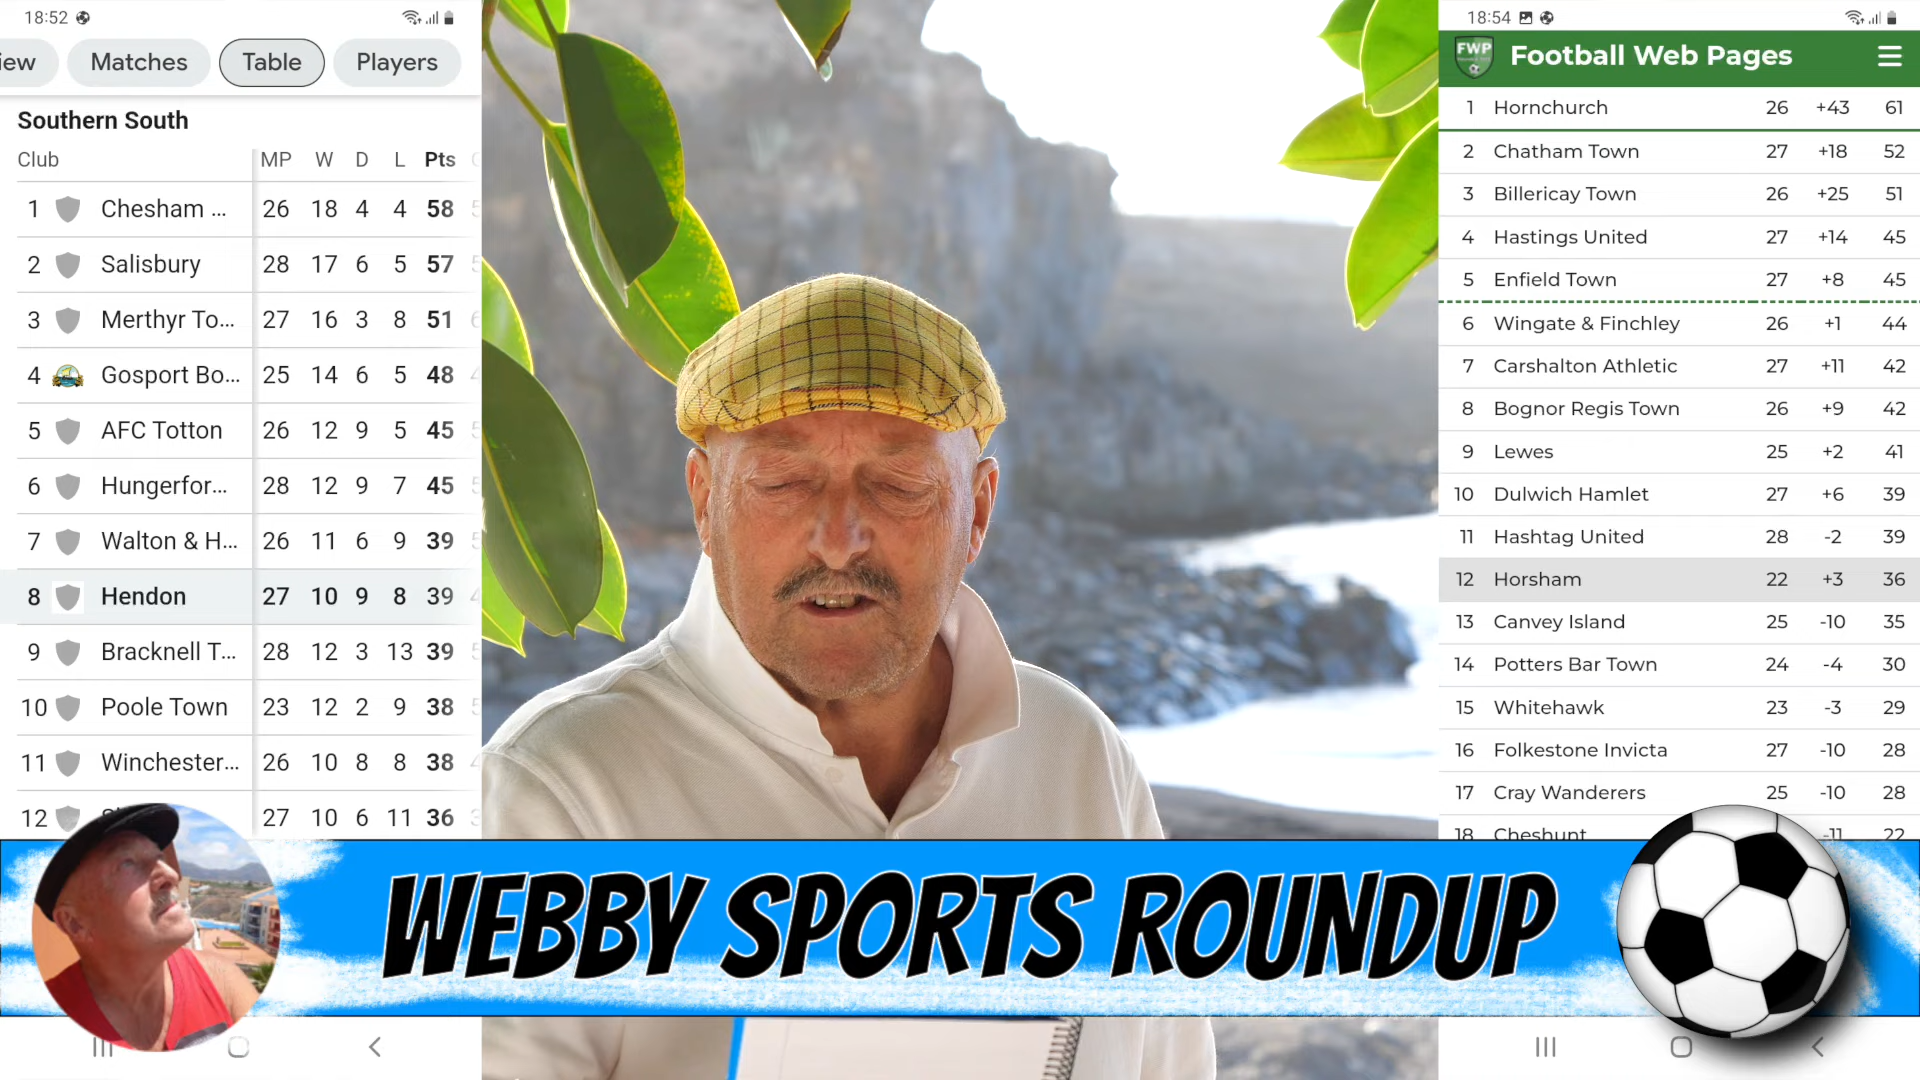 18:52
iew Matches Table Players
Southern South
Club MP W D L Pts
1 Chesham ... 26 18 4 4 58
2 Salisbury 28 17 6 5 57
3 Merthyr To... 27 16 3 8 51
4 Gosport Bo... 25 14 6 5 48
5 AFC Totton 26 12 9 5 45
6 Hungerfor... 28 12 9 7 45
7 Walton & H... 26 11 6 9 39
8 Hendon 27 10 9 8 39
9 Bracknell T... 28 12 3 13 39
10 Poole Town 23 12 2 9 38
11 Winchester... 26 10 8 8 38
12 27 10 6 11 36
18:54
FWP Football Web Pages
1 Hornchurch 26 +43 61
2 Chatham Town 27 +18 52
3 Billericay Town 26 +25 51
4 Hastings United 27 +14 45
5 Enfield Town 27 +8 45
6 Wingate & Finchley 26 +1 44
7 Carshalton Athletic 27 +11 42
8 Bognor Regis Town 26 +9 42
9 Lewes 25 +2 41
10 Dulwich Hamlet 27 +6 39
11 Hashtag United 28 -2 39
12 Horsham 22 +3 36
13 Canvey Island 25 -10 35
14 Potters Bar Town 24 -4 30
15 Whitehawk 23 -3 29
16 Folkestone Invicta 27 -10 28
17 Cray Wanderers 25 -10 28
18 Cheshunt -11 22
WEBBY SPORTS ROUNDUP